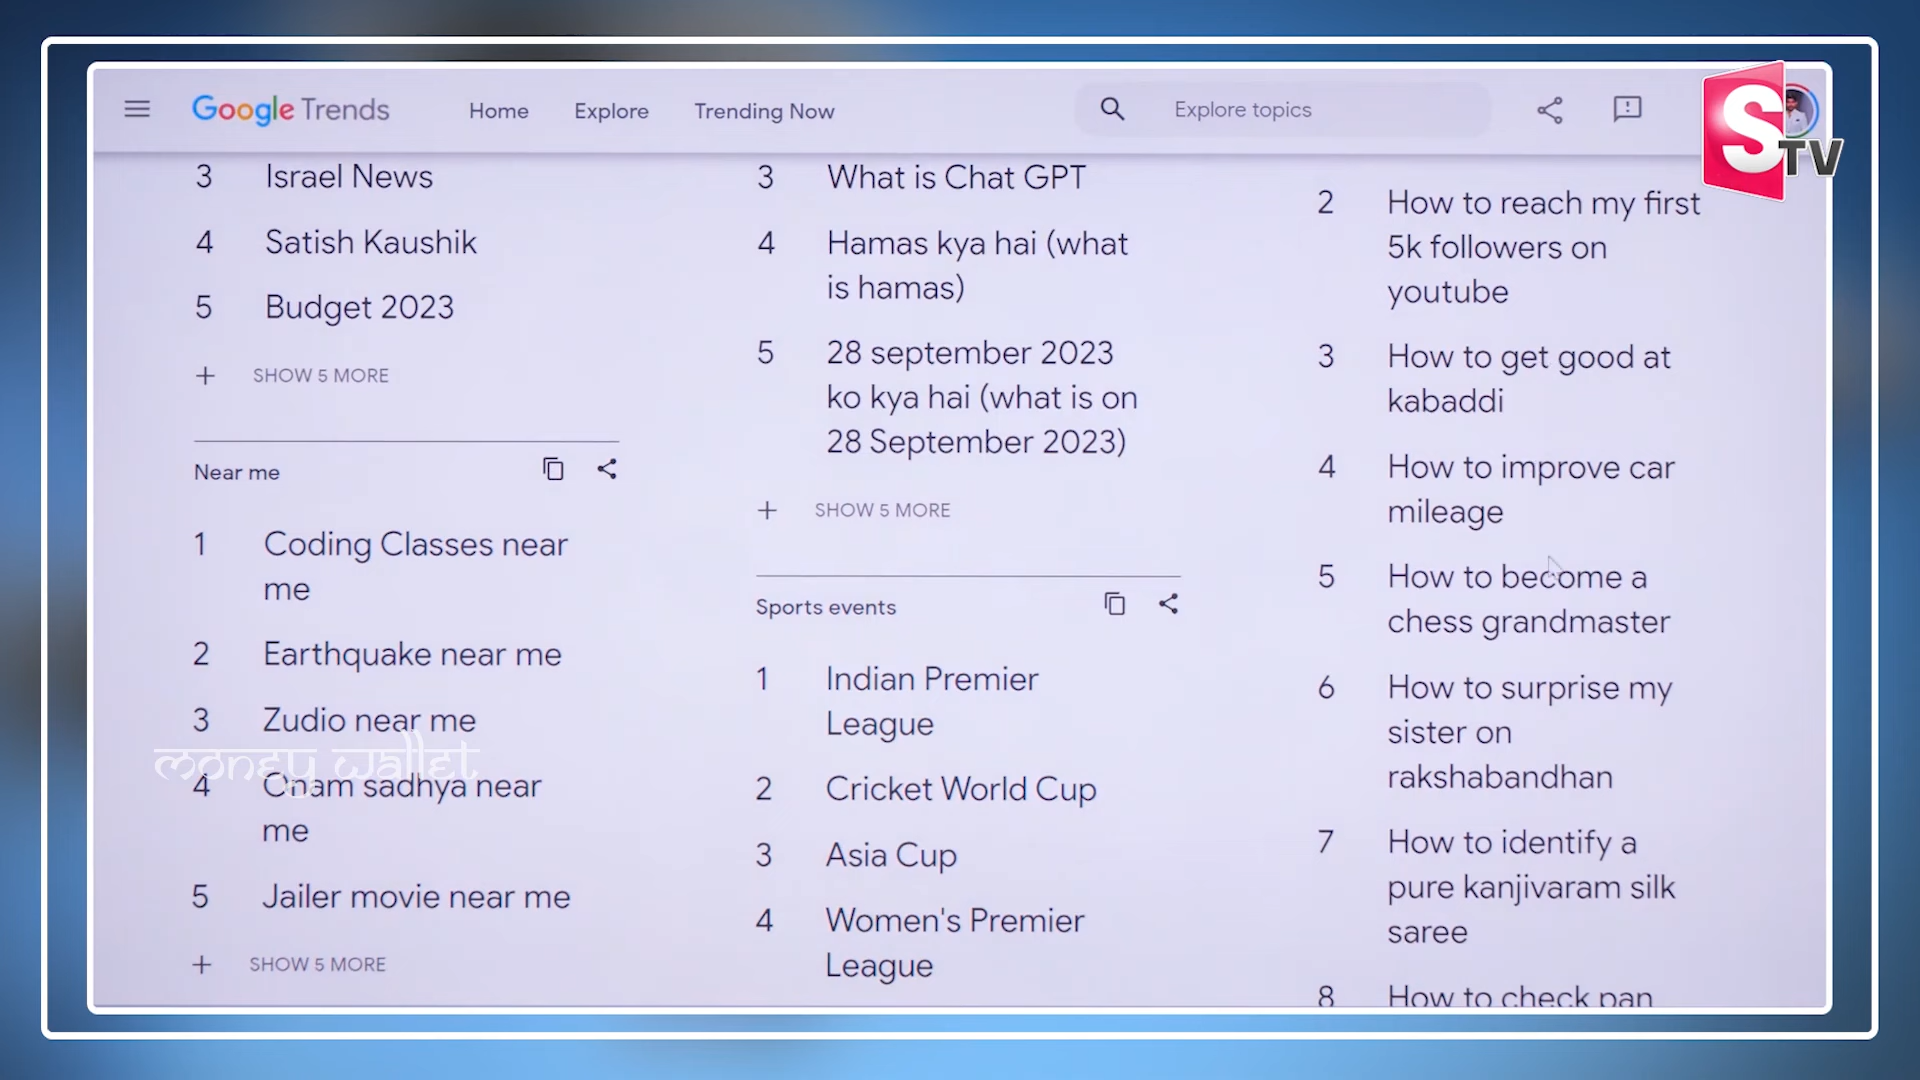 Google Trends
Home
Explore
Trending Now
Explore topics
S TV
3 Israel News
4 Satish Kaushik
5 Budget 2023
+ SHOW 5 MORE
Near me
1 Coding Classes near
me
2 Earthquake near me
3 Zudio near me
money wallet
4 Onam sadhya near
me
5 Jailer movie near me
+ SHOW 5 MORE
3 What is Chat GPT
4 Hamas kya hai (what
is hamas)
5 28 september 2023
ko kya hai (what is on
28 September 2023)
+ SHOW 5 MORE
Sports events
1 Indian Premier
League
2 Cricket World Cup
3 Asia Cup
4 Women's Premier
League
2 How to reach my first
5k followers on
youtube
3 How to get good at
kabaddi
4 How to improve car
mileage
5 How to become a
chess grandmaster
6 How to surprise my
sister on
rakshabandhan
7 How to identify a
pure kanjivaram silk
saree
8 How to check pan